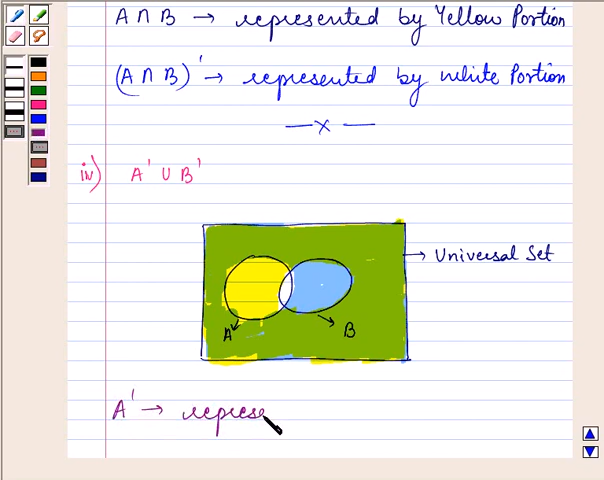 A ∩ B → represented by Yellow Portion
(A ∩ B)' → represented by white Portion
— x —
iv) A' ∪ B'
→ Universal Set
A B
A' → represe